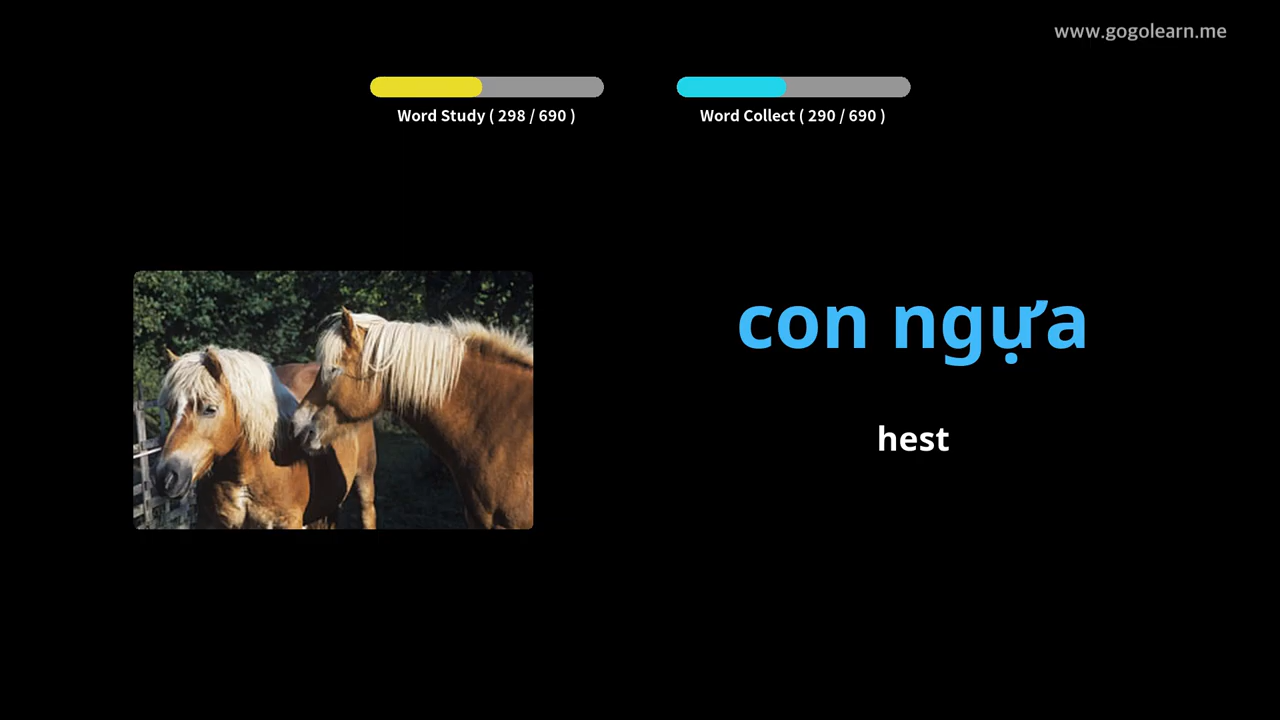 www.gogolearn.me
Word Study ( 298 / 690 )
Word Collect ( 290 / 690 )
con ngựa
hest